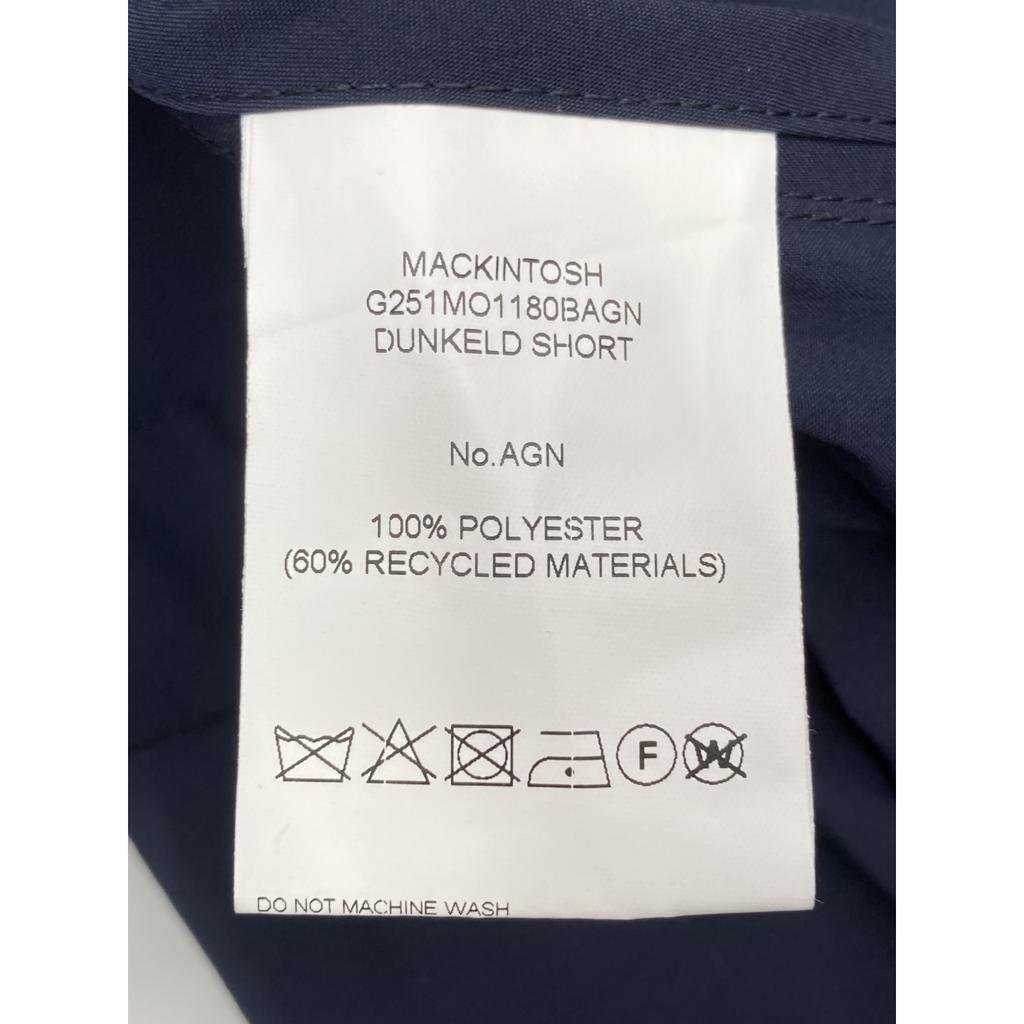 MACKINTOSH
G251MO1180BAGN
DUNKELD SHORT
No.AGN
100% POLYESTER
(60% RECYCLED MATERIALS)
F W
DO NOT MACHINE WASH